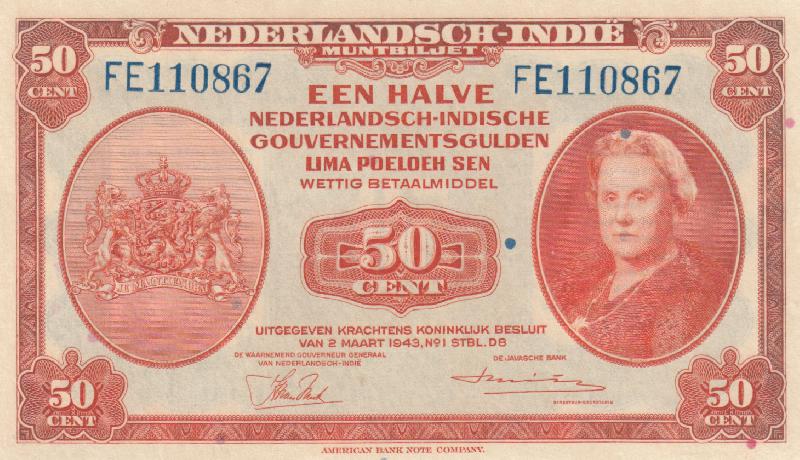 NEDERLANDSCH-INDIË
MUNTBILJET
50 CENT
50 CENT
FE110867
FE110867
EEN HALVE
NEDERLANDSCH-INDISCHE
GOUVERNEMENTSGULDEN
LIMA POELOEH SEN
WETTIG BETAALMIDDEL
50
CENT
UITGEGEVEN KRACHTENS KONINKLIJK BESLUIT
VAN 2 MAART 1943, Nº1 STBL. D8
DE WAARNEMEND GOUVERNEUR GENERAAL
VAN NEDERLANDSCH-INDIË
DE JAVASCHE BANK
50 CENT
50 CENT
AMERICAN BANK NOTE COMPANY.